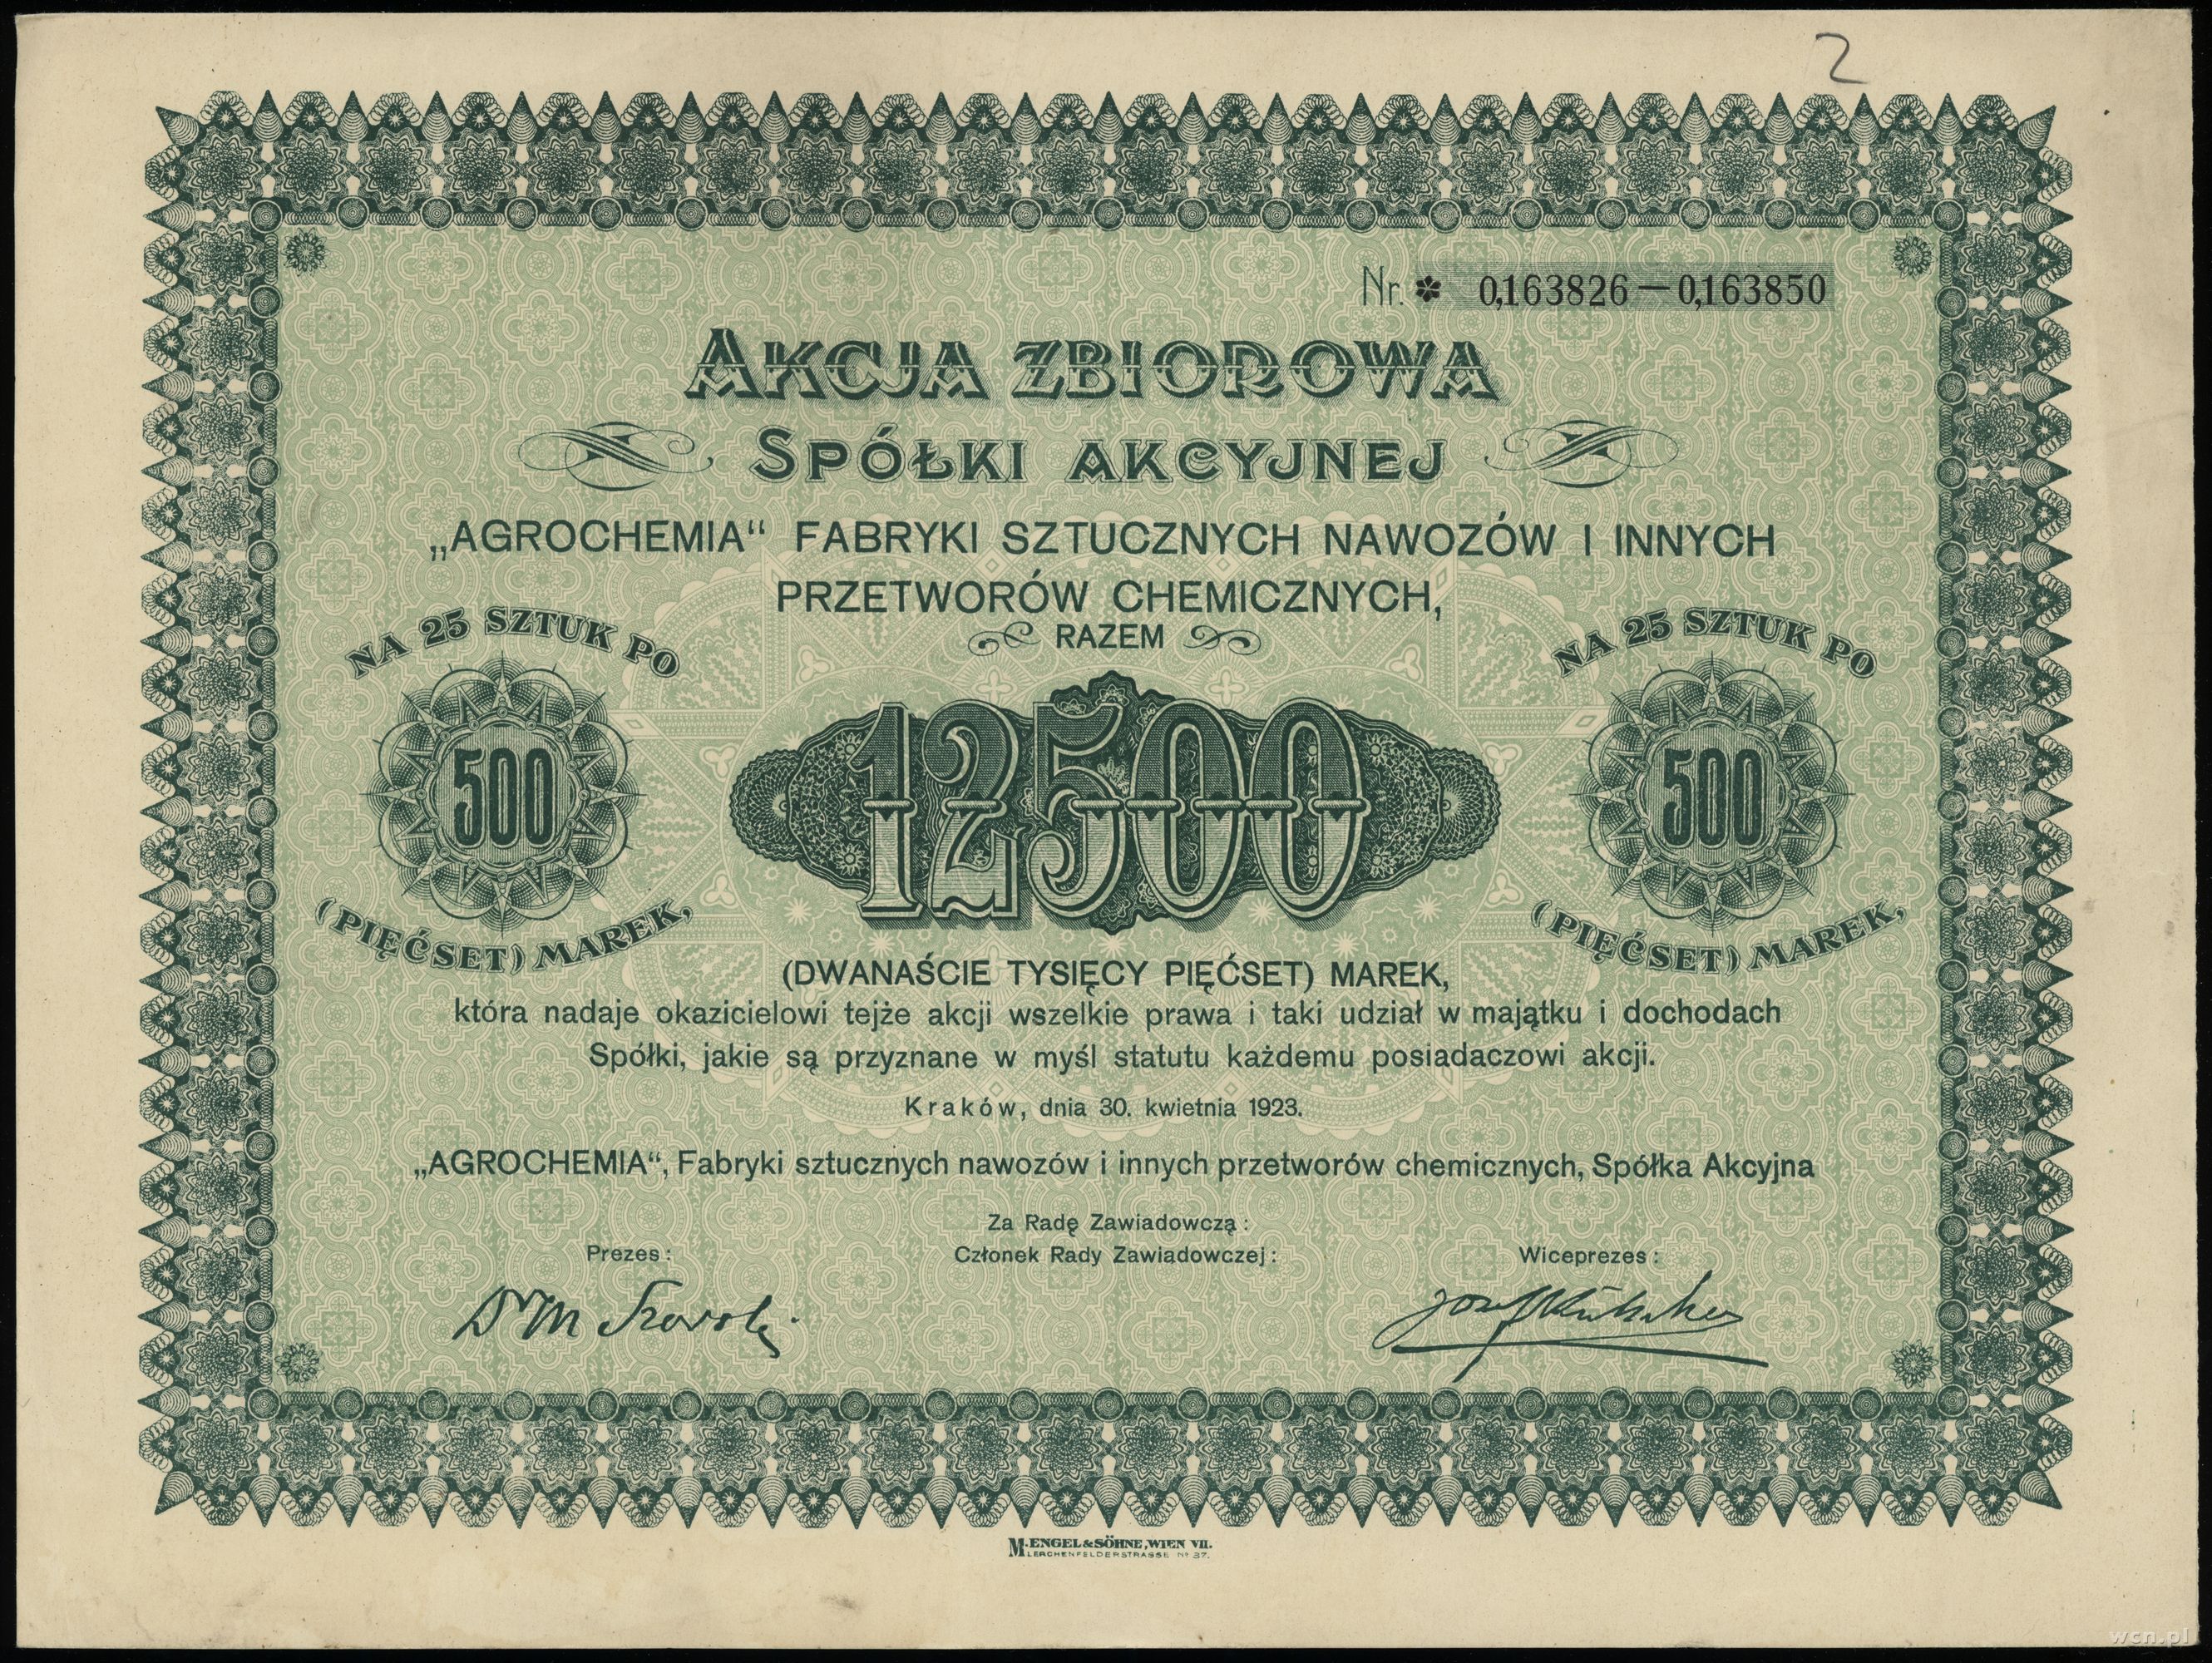 2
Nr. * 0,163826 — 0,163850
AKCJA ZBIOROWA
SPÓŁKI AKCYJNEJ
„AGROCHEMIA“ FABRYKI SZTUCZNYCH NAWOZÓW I INNYCH
PRZETWORÓW CHEMICZNYCH,
RAZEM
NA 25 SZTUK PO
500
(PIĘĆSET) MAREK,
12500
NA 25 SZTUK PO
500
(PIĘĆSET) MAREK,
(DWANAŚCIE TYSIĘCY PIĘĆSET) MAREK,
która nadaje okazicielowi tejże akcji wszelkie prawa i taki udział w majątku i dochodach
Spółki, jakie są przyznane w myśl statutu każdemu posiadaczowi akcji.
Kraków, dnia 30. kwietnia 1923.
„AGROCHEMIA“, Fabryki sztucznych nawozów i innych przetworów chemicznych, Spółka Akcyjna
Za Radę Zawiadowczą:
Prezes: Członek Rady Zawiadowczej: Wiceprezes:
Dr M
Józef
M. ENGEL & SÖHNE, WIEN VII.
LERCHENFELDERSTRASSE Nº 37.
wcn.pl